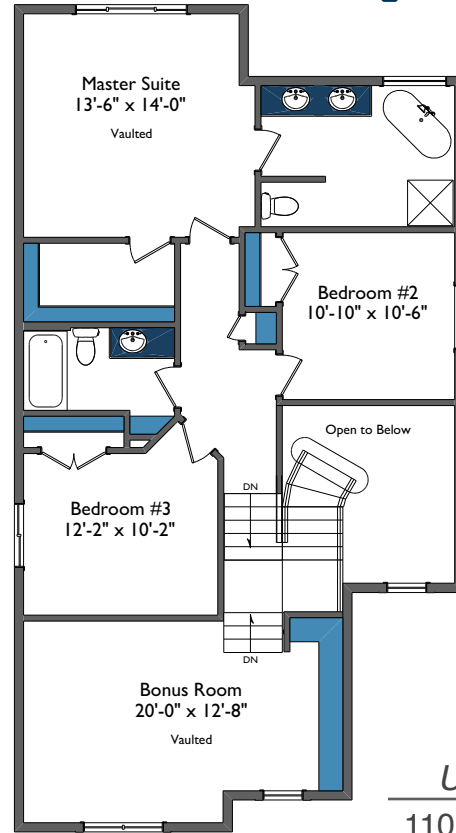 Master Suite
13'-6" x 14'-0"
Vaulted
Bedroom #2
10'-10" x 10'-6"
Open to Below
DN
Bedroom #3
12'-2" x 10'-2"
DN
Bonus Room
20'-0" x 12'-8"
Vaulted
U
110